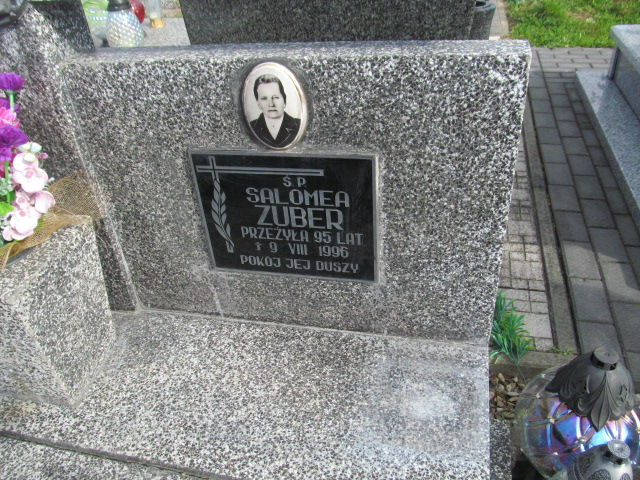 Ś.P.
SALOMEA
ZUBER
PRZEŻYŁA 95 LAT
† 9 VIII 1996
POKÓJ JEJ DUSZY